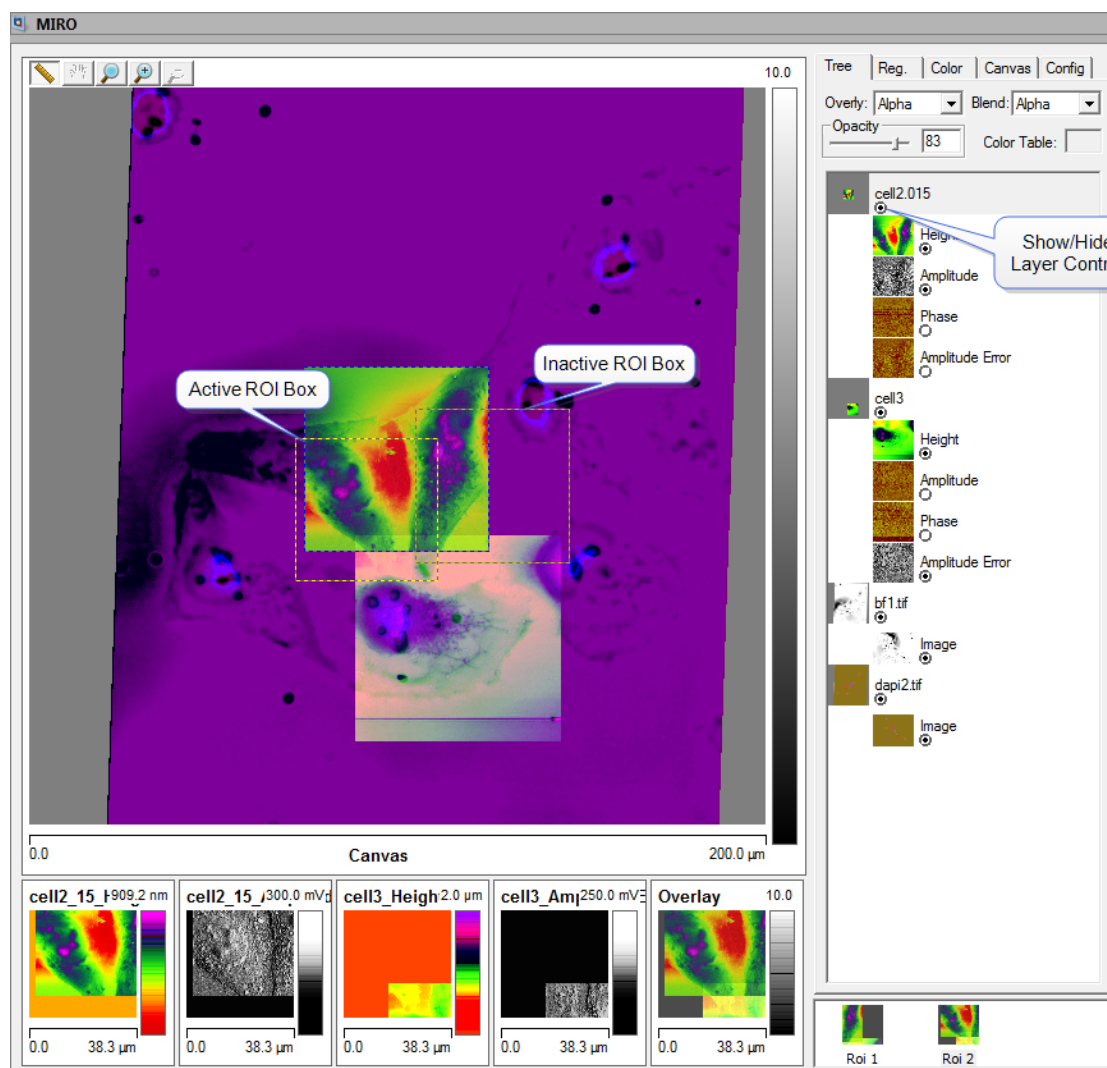 MIRO
10.0
Tree Reg. Color Canvas Config
Overly: Alpha Blend: Alpha
Opacity
83 Color Table:
cell2.015
Show/Hide
Layer Contr
Height
Amplitude
Phase
Amplitude Error
cell3
Height
Amplitude
Phase
Amplitude Error
bf1.tif
Image
dapi2.tif
Image
Inactive ROI Box
Active ROI Box
0.0 Canvas 200.0 µm
cell2_15_H 909.2 nm
0.0 38.3 µm
cell2_15_A 300.0 mV
0.0 38.3 µm
cell3_Heigh 2.0 µm
0.0 38.3 µm
cell3_Amp 250.0 mV
0.0 38.3 µm
Overlay 10.0
0.0 38.3 µm
Roi 1 Roi 2